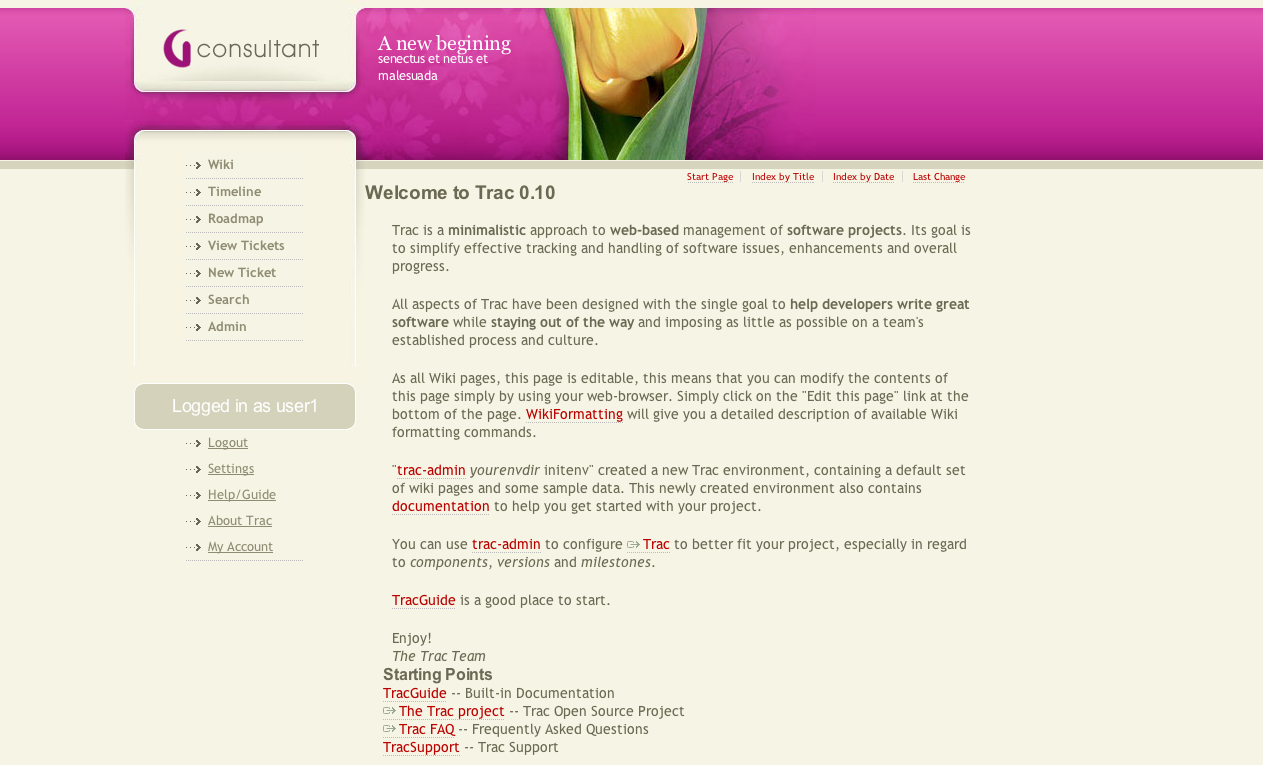 consultant
A new begining
senectus et netus et
malesuada
Wiki
Timeline
Roadmap
View Tickets
New Ticket
Search
Admin
Logged in as user1
Logout
Settings
Help/Guide
About Trac
My Account
Start Page Index by Title Index by Date Last Change
Welcome to Trac 0.10
Trac is a minimalistic approach to web-based management of software projects. Its goal is
to simplify effective tracking and handling of software issues, enhancements and overall
progress.
All aspects of Trac have been designed with the single goal to help developers write great
software while staying out of the way and imposing as little as possible on a team's
established process and culture.
As all Wiki pages, this page is editable, this means that you can modify the contents of
this page simply by using your web-browser. Simply click on the "Edit this page" link at the
bottom of the page. WikiFormatting will give you a detailed description of available Wiki
formatting commands.
"trac-admin yourenvdir initenv" created a new Trac environment, containing a default set
of wiki pages and some sample data. This newly created environment also contains
documentation to help you get started with your project.
You can use trac-admin to configure Trac to better fit your project, especially in regard
to components, versions and milestones.
TracGuide is a good place to start.
Enjoy!
The Trac Team
Starting Points
TracGuide -- Built-in Documentation
The Trac project -- Trac Open Source Project
Trac FAQ -- Frequently Asked Questions
TracSupport -- Trac Support